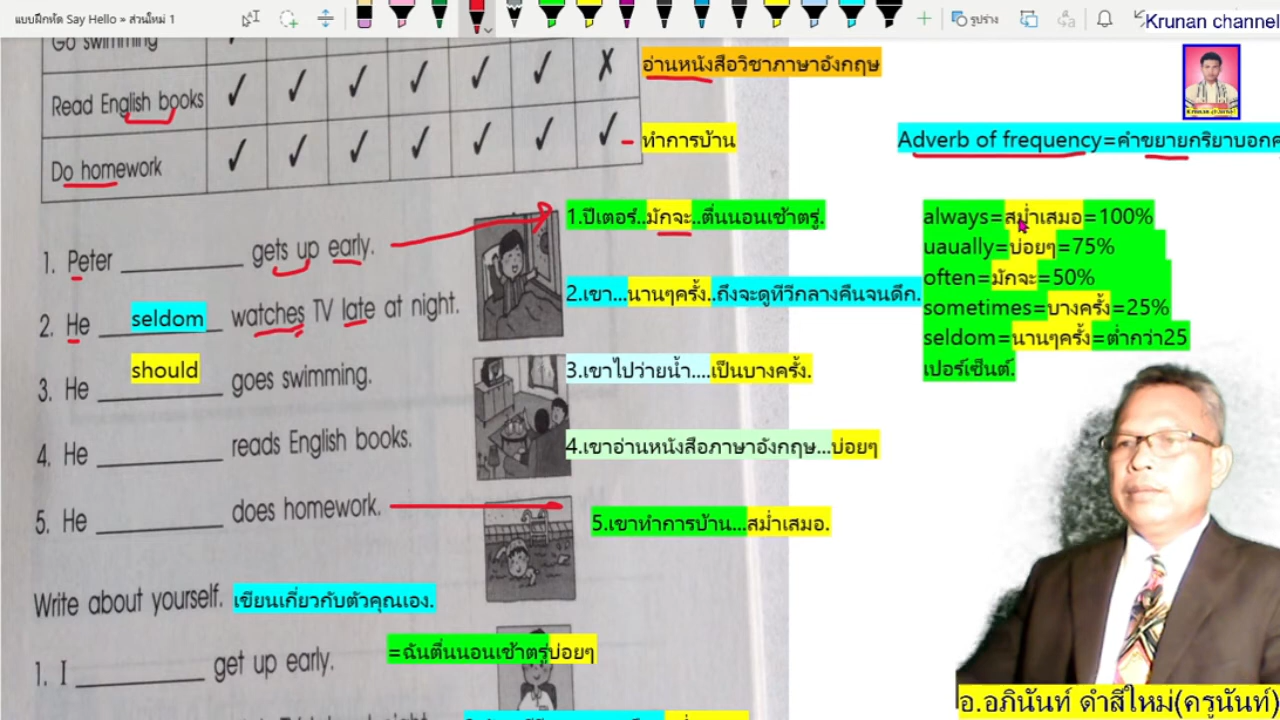 แบบฝึกหัด Say Hello » ส่วนใหม่ 1
รูปร่าง
Krunan channel
Go swimming
Read English books
อ่านหนังสือวิชาภาษาอังกฤษ
Do homework
ทำการบ้าน
Adverb of frequency=คำขยายกริยาบอกค
1. Peter ________ gets up early.
1.ปีเตอร์..มักจะ..ตื่นนอนเช้าตรู่.
always=สม่ำเสมอ=100%
uaually=บ่อยๆ=75%
often=มักจะ=50%
sometimes=บางครั้ง=25%
seldom=นานๆครั้ง=ต่ำกว่า25
เปอร์เซ็นต์.
2. He seldom watches TV late at night.
2.เขา...นานๆครั้ง..ถึงจะดูทีวีกลางคืนจนดึก.
should
3. He ________ goes swimming.
3.เขาไปว่ายน้ำ....เป็นบางครั้ง.
4. He ________ reads English books.
4.เขาอ่านหนังสือภาษาอังกฤษ...บ่อยๆ
5. He ________ does homework.
5.เขาทำการบ้าน...สม่ำเสมอ.
Write about yourself. เขียนเกี่ยวกับตัวคุณเอง.
1. I ________ get up early.
=ฉันตื่นนอนเช้าตรู่บ่อยๆ
อ.อภินันท์ ดำสีใหม่(ครูนันท์)